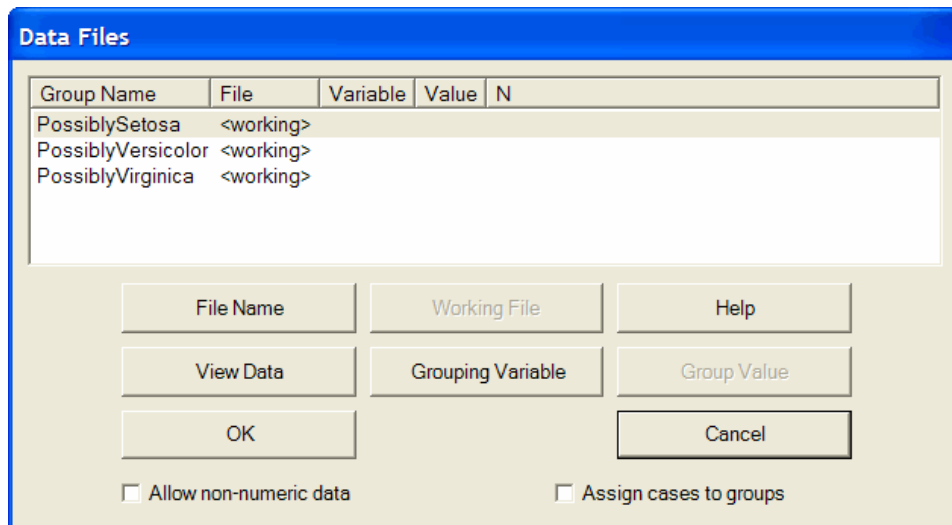 Data Files
Group Name File Variable Value N
PossiblySetosa <working>
PossiblyVersicolor <working>
PossiblyVirginica <working>
File Name Working File Help
View Data Grouping Variable Group Value
OK Cancel
Allow non-numeric data Assign cases to groups